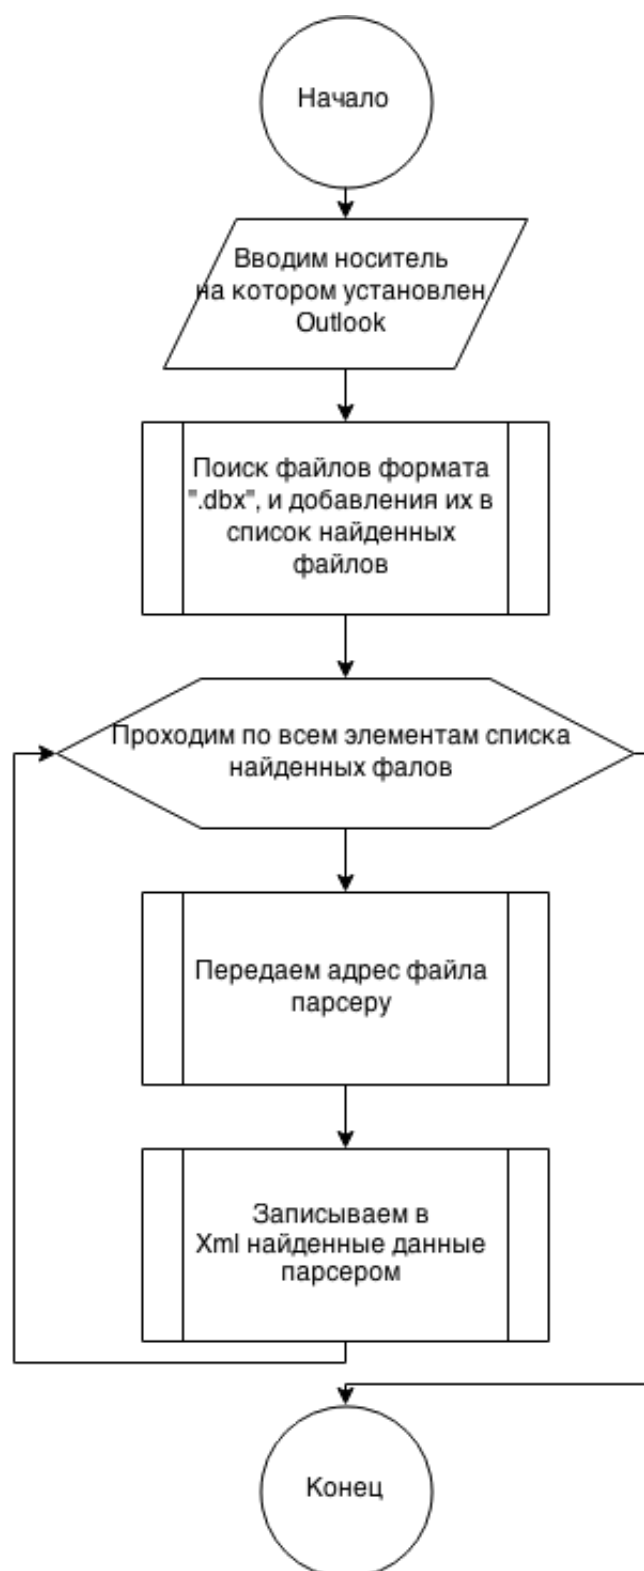 Начало
Вводим носитель
на котором установлен
Outlook
Поиск файлов формата
".dbx", и добавления их в
список найденных
файлов
Проходим по всем элементам списка
найденных фалов
Передаем адрес файла
парсеру
Записываем в
Xml найденные данные
парсером
Конец